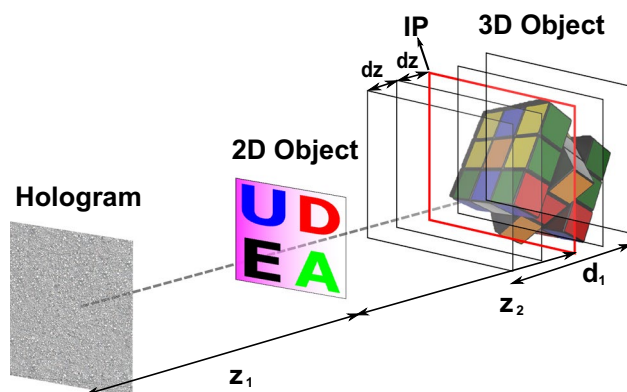 IP
3D Object
dz
dz
2D Object
Hologram
U D
E A
d1
z2
z1